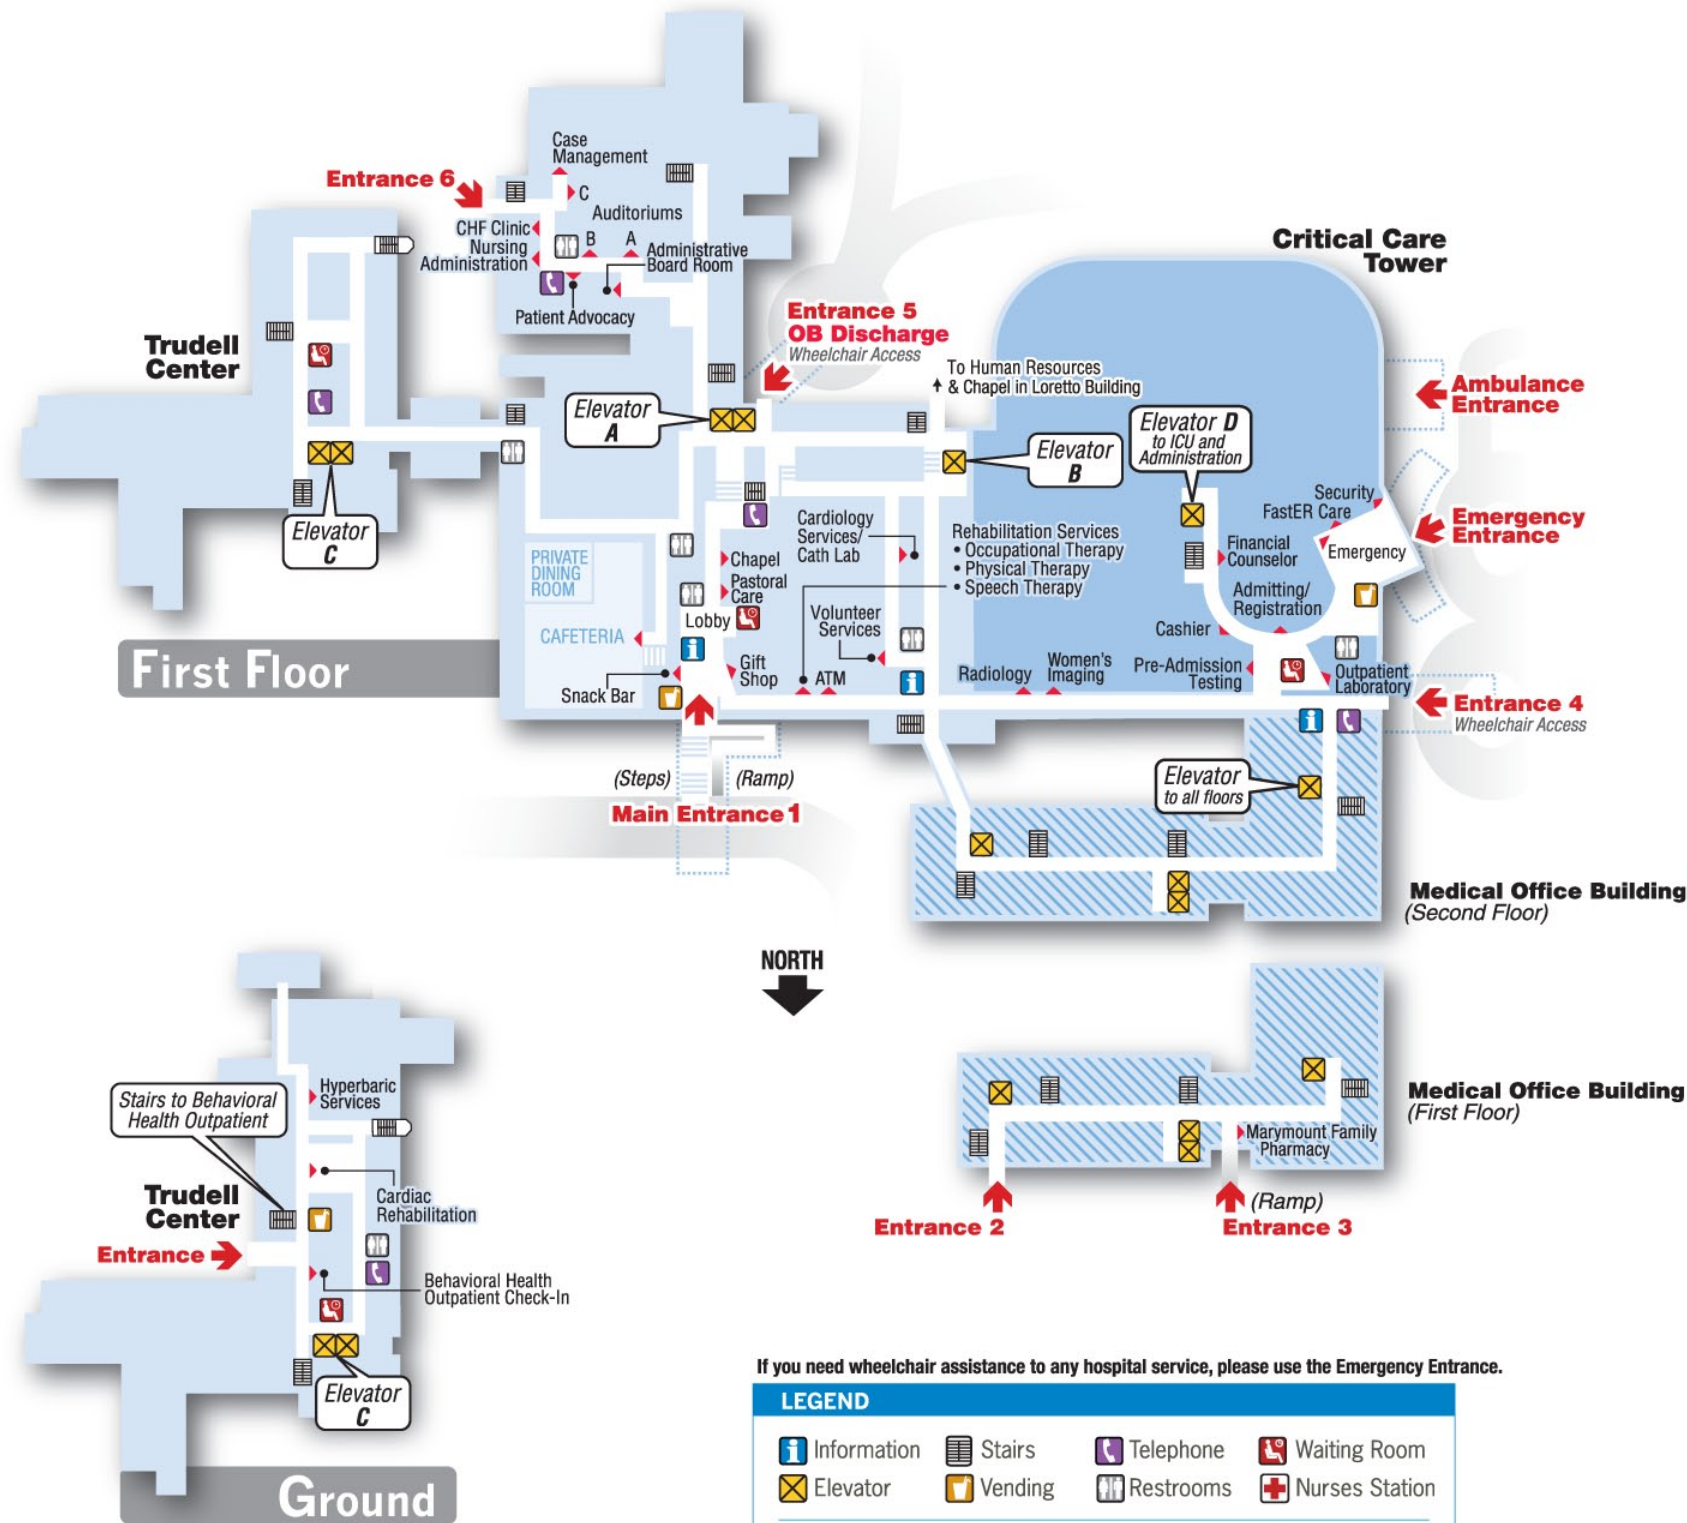 Case
Management
Entrance 6
C
Auditoriums
CHF Clinic
Nursing
Administration
B
A
Administrative
Board Room
Patient Advocacy
Critical Care
Tower
Entrance 5
OB Discharge
Wheelchair Access
Trudell
Center
To Human Resources
& Chapel in Loretto Building
Ambulance
Entrance
Elevator
A
Elevator D
to ICU and
Administration
Elevator
B
Elevator
C
Security
FastER Care
Emergency
Entrance
Emergency
Cardiology
Services/
Cath Lab
Rehabilitation Services
• Occupational Therapy
• Physical Therapy
• Speech Therapy
Financial
Counselor
PRIVATE
DINING
ROOM
Chapel
Pastoral
Care
Admitting/
Registration
Lobby
Volunteer
Services
CAFETERIA
Cashier
First Floor
Gift
Shop
ATM
Radiology
Women's
Imaging
Pre-Admission
Testing
Outpatient
Laboratory
Snack Bar
Entrance 4
Wheelchair Access
(Steps)
(Ramp)
Main Entrance 1
Elevator
to all floors
Medical Office Building
(Second Floor)
NORTH
Hyperbaric
Services
Stairs to Behavioral
Health Outpatient
Medical Office Building
(First Floor)
Marymount Family
Pharmacy
Trudell
Center
Cardiac
Rehabilitation
Entrance
(Ramp)
Entrance 2
Entrance 3
Behavioral Health
Outpatient Check-In
Elevator
C
Ground
If you need wheelchair assistance to any hospital service, please use the Emergency Entrance.
LEGEND
Information
Stairs
Telephone
Waiting Room
Elevator
Vending
Restrooms
Nurses Station